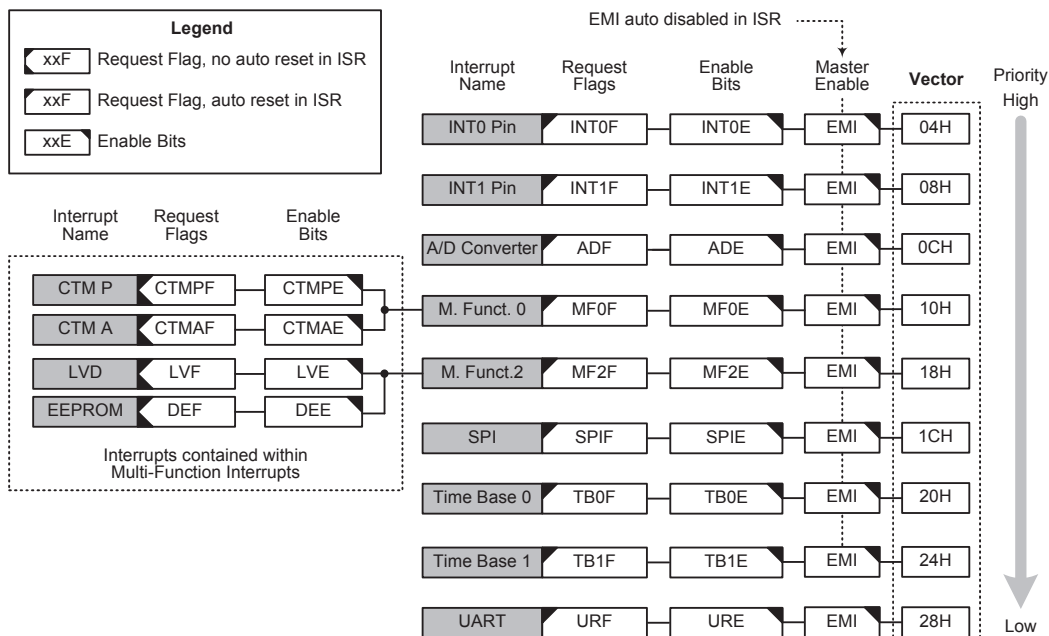 EMI auto disabled in ISR
Legend
xxF Request Flag, no auto reset in ISR
xxF Request Flag, auto reset in ISR
xxE Enable Bits
Interrupt Name Request Flags Enable Bits Master Enable Vector Priority
High
INT0 Pin INT0F INT0E EMI 04H
INT1 Pin INT1F INT1E EMI 08H
Interrupt Name Request Flags Enable Bits
A/D Converter ADF ADE EMI 0CH
CTM P CTMPF CTMPE
M. Funct. 0 MF0F MF0E EMI 10H
CTM A CTMAF CTMAE
LVD LVF LVE
M. Funct.2 MF2F MF2E EMI 18H
EEPROM DEF DEE
Interrupts contained within
Multi-Function Interrupts
SPI SPIF SPIE EMI 1CH
Time Base 0 TB0F TB0E EMI 20H
Time Base 1 TB1F TB1E EMI 24H
UART URF URE EMI 28H
Low